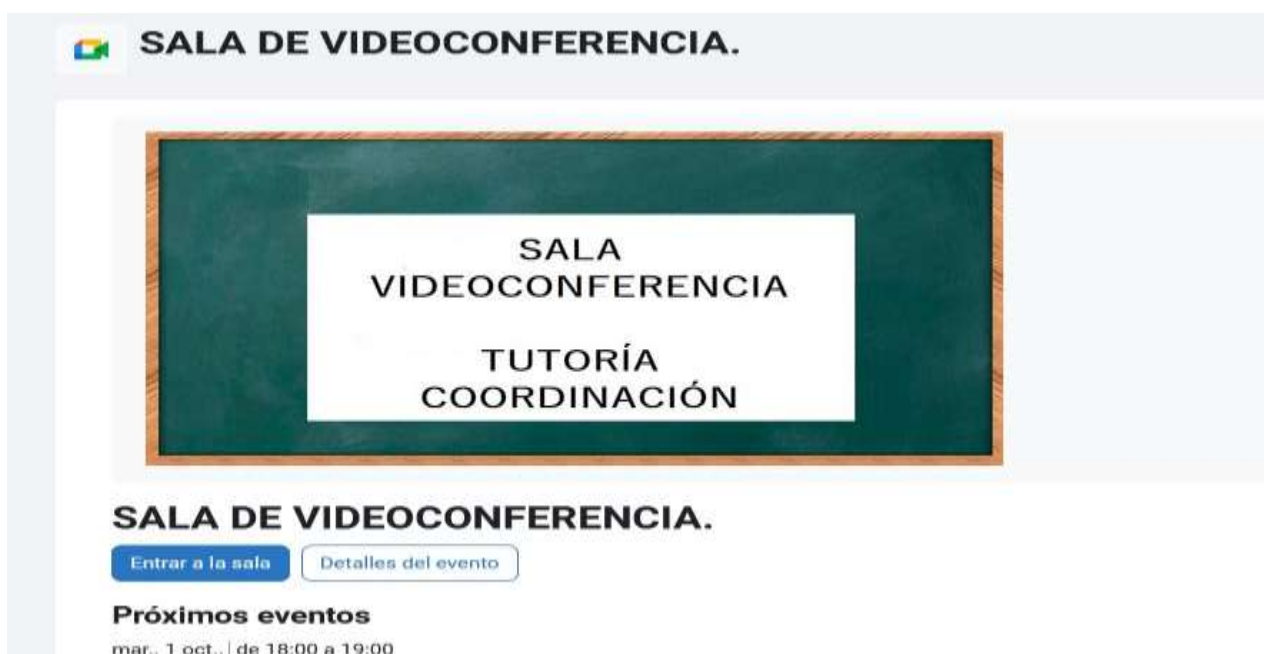 SALA DE VIDEOCONFERENCIA.
SALA
VIDEOCONFERENCIA
TUTORÍA
COORDINACIÓN
SALA DE VIDEOCONFERENCIA.
Entrar a la sala
Detalles del evento
Próximos eventos
mar., 1 oct., | de 18:00 a 19:00